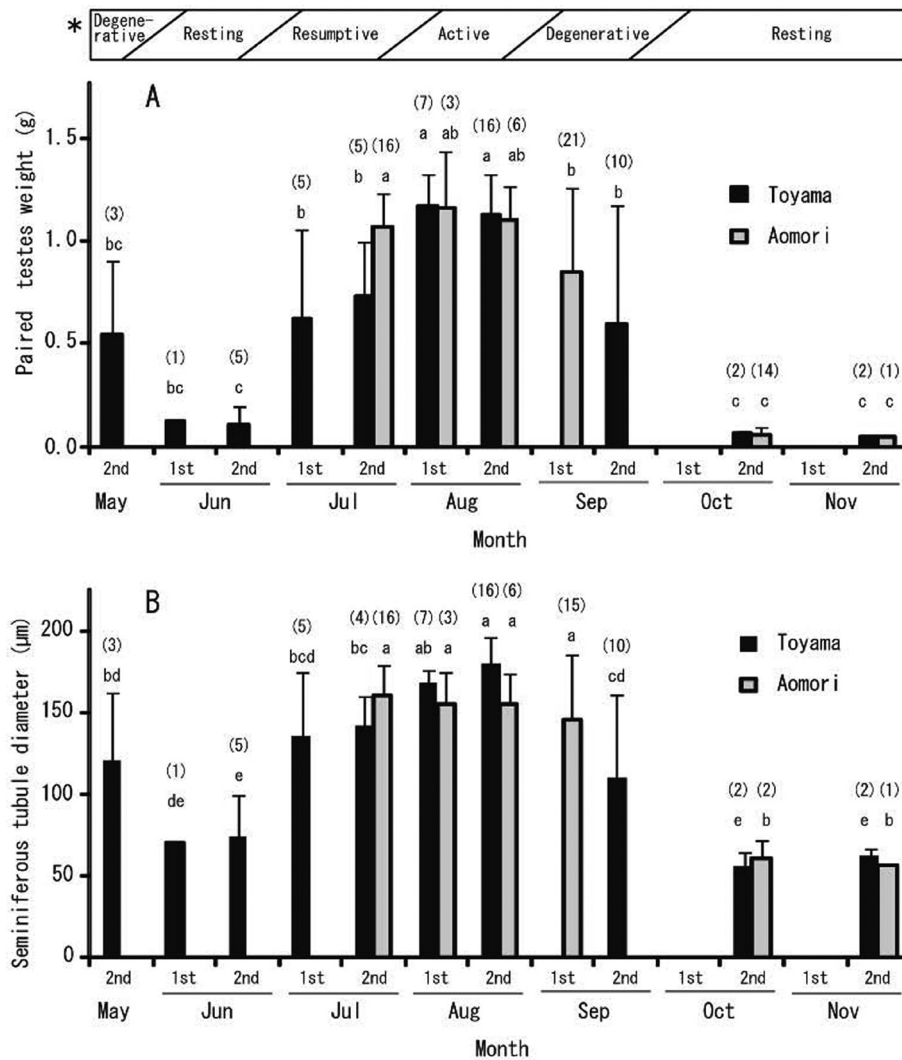 * Degene-
rative Resting Resumptive Active Degenerative Resting
A
Paired testes weight (g)
1.5
1.0
0.5
0.0
(3)
bc
(1)
bc
(5)
c
(5)
b
(5) (16)
b a
(7) (3)
a ab
(16) (6)
a ab
(21)
b
(10)
b
(2) (14)
c c
(2) (1)
c c
Toyama
Aomori
2nd 1st 2nd 1st 2nd 1st 2nd 1st 2nd 1st 2nd 1st 2nd
May Jun Jul Aug Sep Oct Nov
Month
B
Seminiferous tubule diameter (μm)
200
150
100
50
0
(3)
bd
(1)
de
(5)
e
(5)
bcd
(4) (16)
bc a
(7) (3)
ab a
(16) (6)
a a
(15)
a
(10)
cd
(2) (2)
e b
(2) (1)
e b
Toyama
Aomori
2nd 1st 2nd 1st 2nd 1st 2nd 1st 2nd 1st 2nd 1st 2nd
May Jun Jul Aug Sep Oct Nov
Month